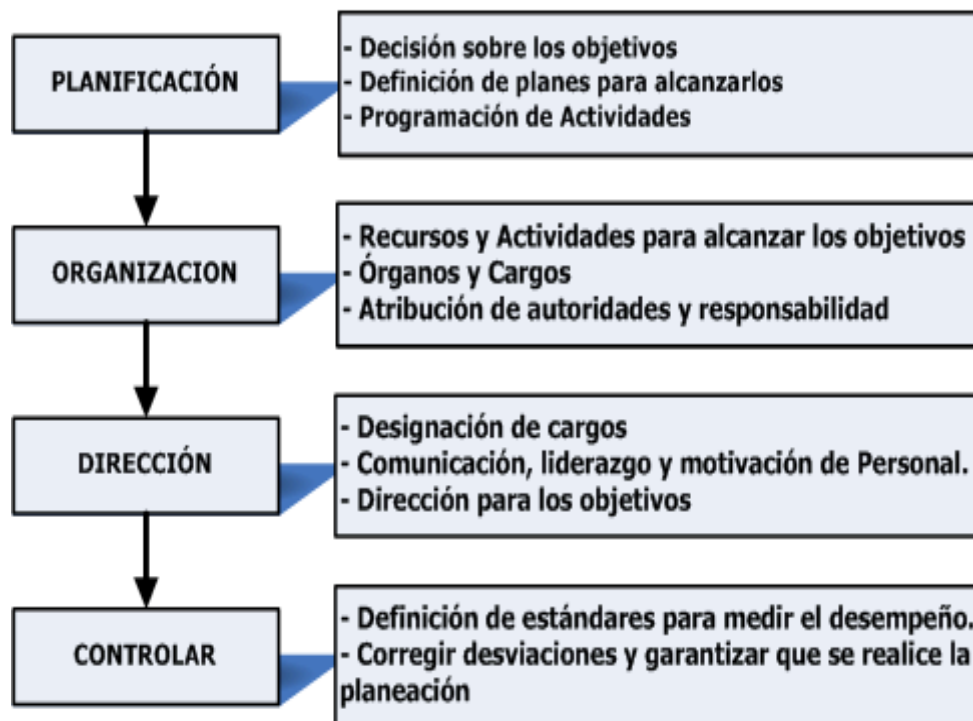 PLANIFICACIÓN
- Decisión sobre los objetivos
- Definición de planes para alcanzarlos
- Programación de Actividades
ORGANIZACION
- Recursos y Actividades para alcanzar los objetivos
- Órganos y Cargos
- Atribución de autoridades y responsabilidad
DIRECCIÓN
- Designación de cargos
- Comunicación, liderazgo y motivación de Personal.
- Dirección para los objetivos
CONTROLAR
- Definición de estándares para medir el desempeño.
- Corregir desviaciones y garantizar que se realice la
planeación